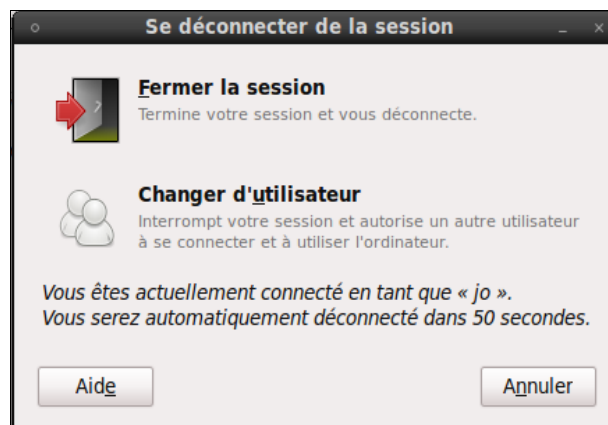 Se déconnecter de la session
Fermer la session
Termine votre session et vous déconnecte.
Changer d'utilisateur
Interrompt votre session et autorise un autre utilisateur
à se connecter et à utiliser l'ordinateur.
Vous êtes actuellement connecté en tant que « jo ».
Vous serez automatiquement déconnecté dans 50 secondes.
Aide
Annuler